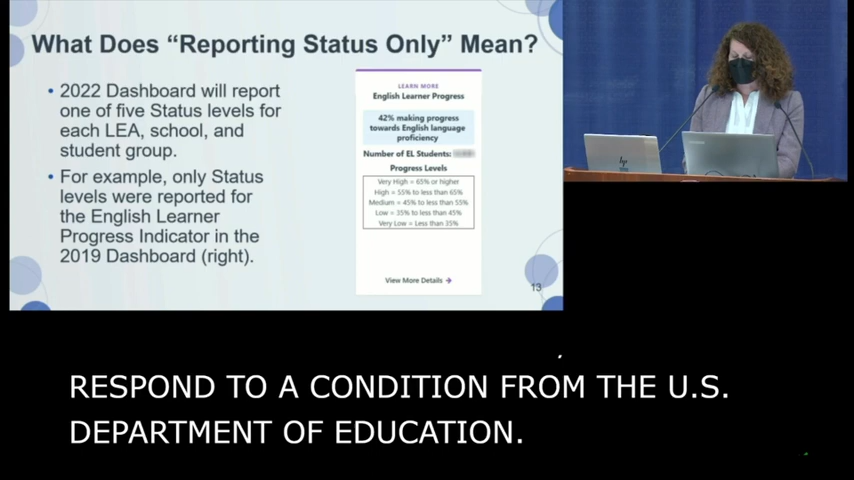 What Does “Reporting Status Only” Mean?
• 2022 Dashboard will report
one of five Status levels for
each LEA, school, and
student group.
• For example, only Status
levels were reported for
the English Learner
Progress Indicator in the
2019 Dashboard (right).
LEARN MORE
English Learner Progress
42% making progress
towards English language
proficiency
Number of EL Students:
Progress Levels
Very High = 65% or higher
High = 55% to less than 65%
Medium = 45% to less than 55%
Low = 35% to less than 45%
Very Low = Less than 35%
View More Details →
13
hp
RESPOND TO A CONDITION FROM THE U.S.
DEPARTMENT OF EDUCATION.